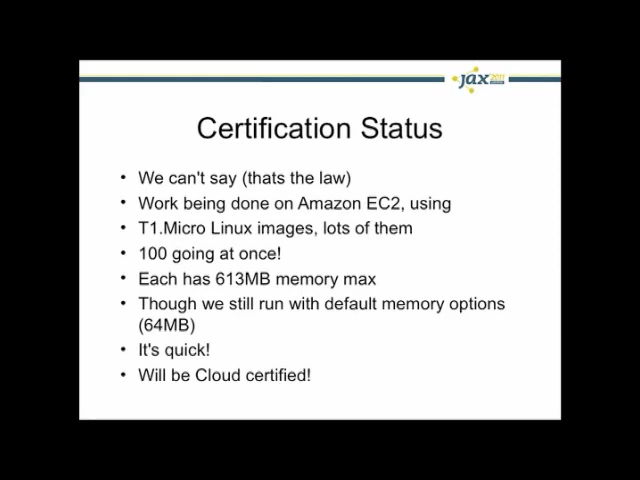 jax 2011
Certification Status
• We can't say (thats the law)
• Work being done on Amazon EC2, using
• T1.Micro Linux images, lots of them
• 100 going at once!
• Each has 613MB memory max
• Though we still run with default memory options
(64MB)
• It's quick!
• Will be Cloud certified!